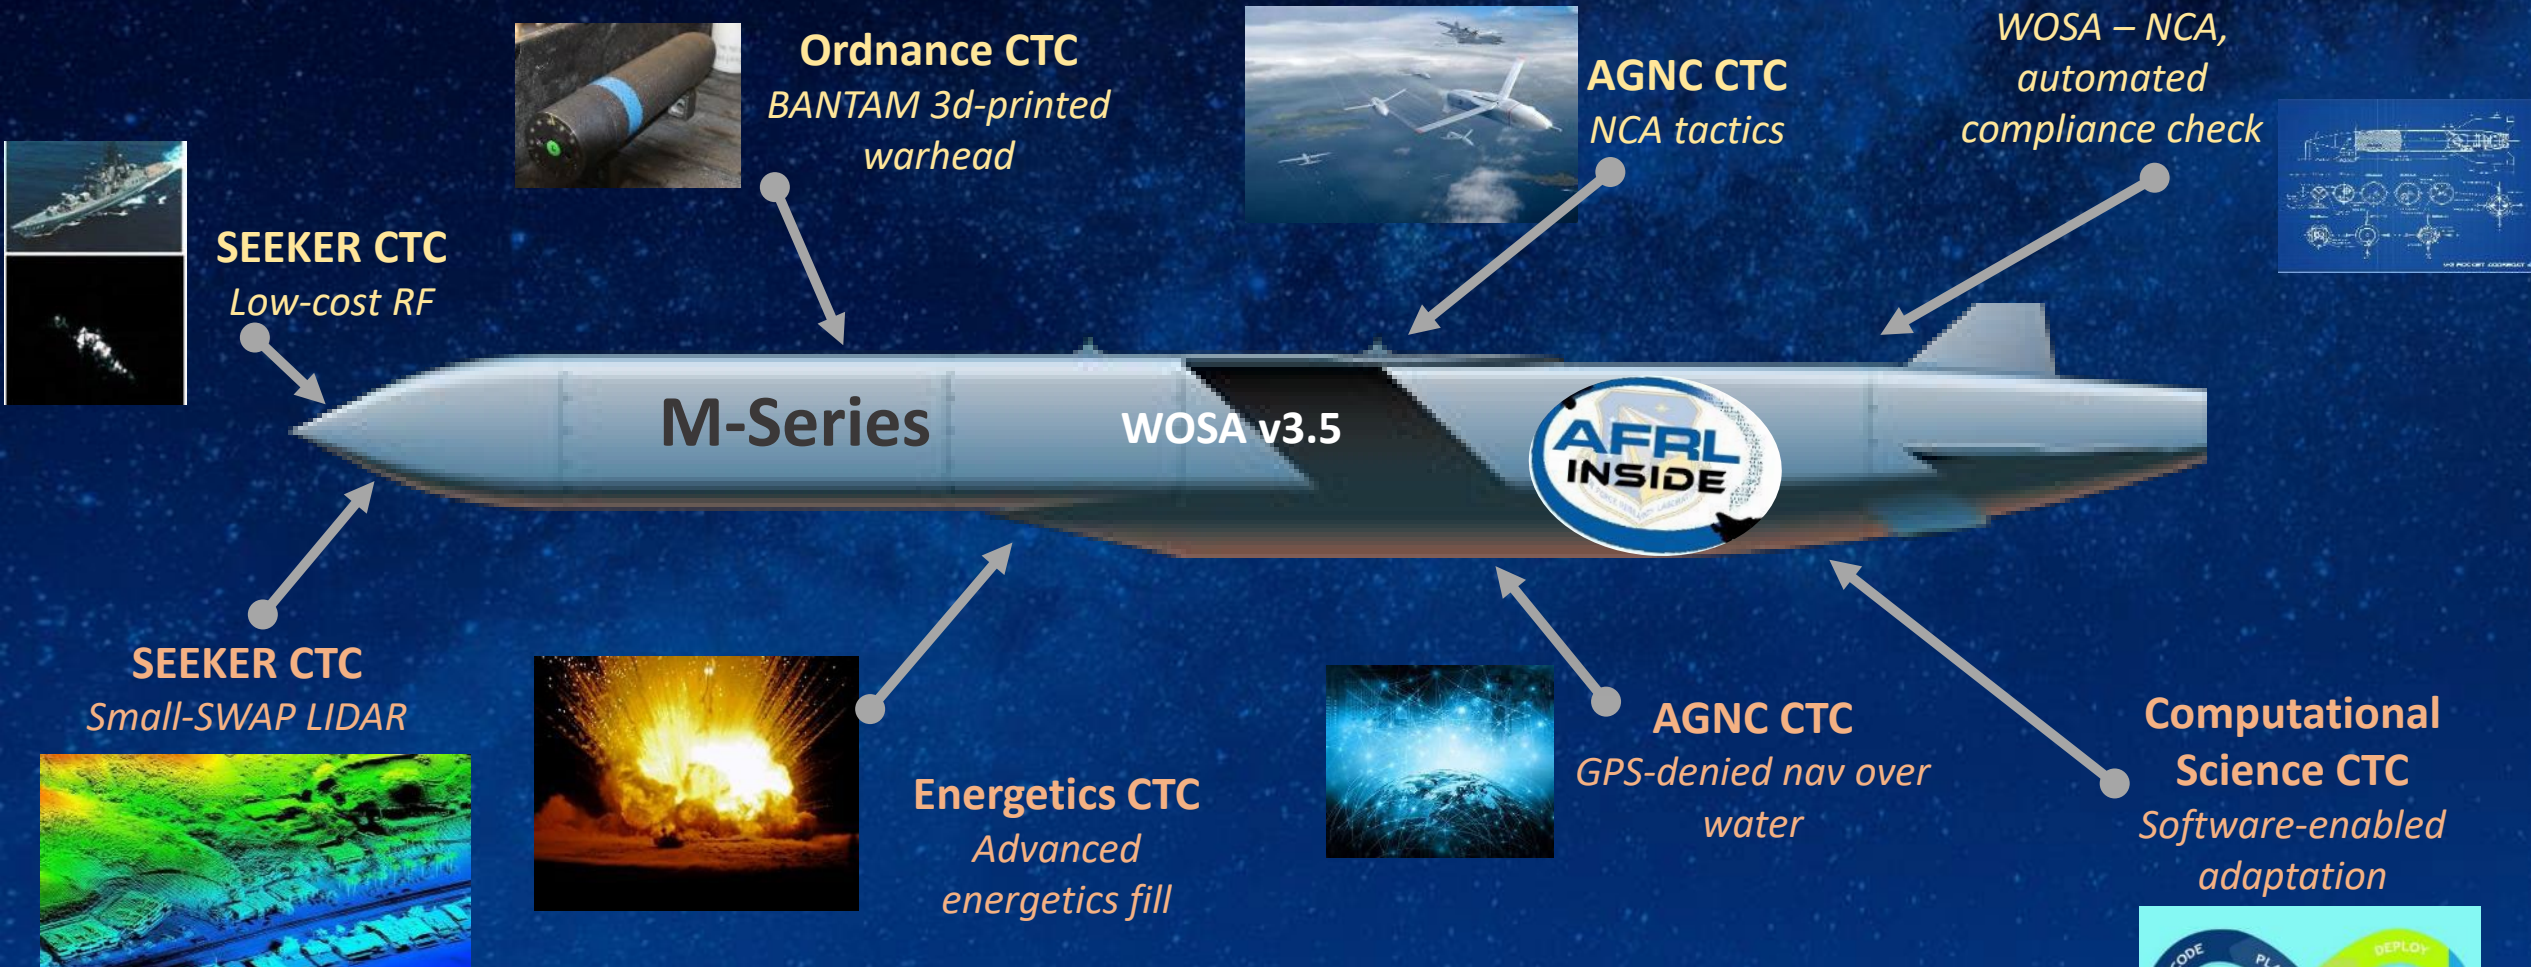 WOSA – NCA,
automated
compliance check
Ordnance CTC
BANTAM 3d-printed
warhead
AGNC CTC
NCA tactics
SEEKER CTC
Low-cost RF
M-Series
WOSA v3.5
AFRL
INSIDE
SEEKER CTC
Small-SWAP LIDAR
Energetics CTC
Advanced
energetics fill
AGNC CTC
GPS-denied nav over
water
Computational
Science CTC
Software-enabled
adaptation
CODE
DEPLOY